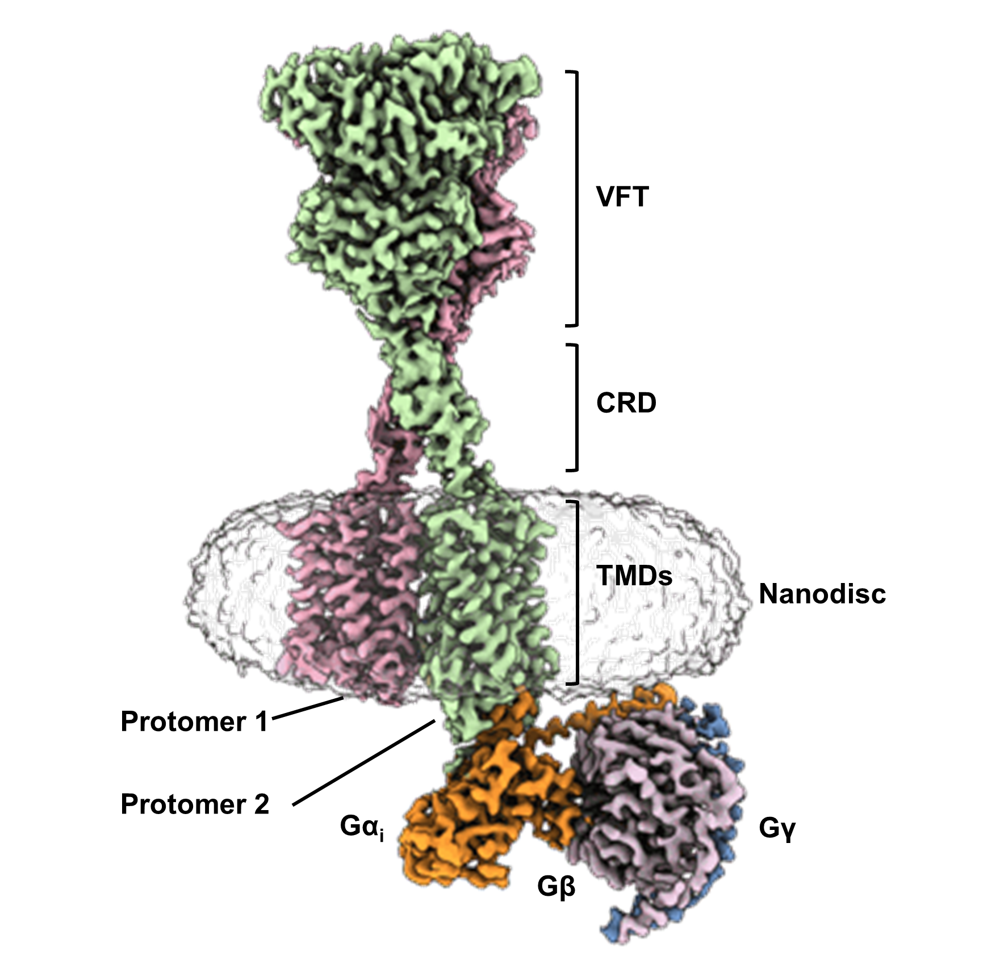 VFT
CRD
TMDs
Nanodisc
Protomer 1
Protomer 2
Gαi
Gγ
Gβ